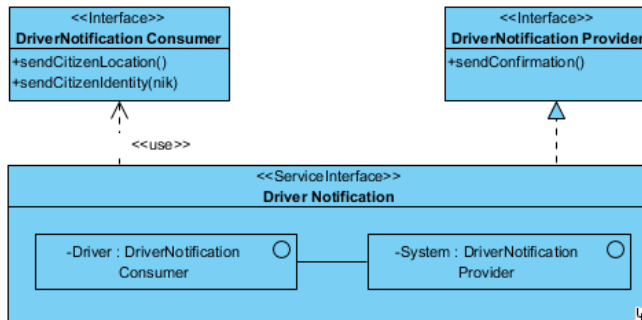 <<Interface>>
DriverNotification Consumer
+sendCitizenLocation()
+sendCitizenIdentity(nik)
<<Interface>>
DriverNotification Provider
+sendConfirmation()
<<use>>
<<ServiceInterface>>
Driver Notification
-Driver : DriverNotification
Consumer
-System : DriverNotification
Provider